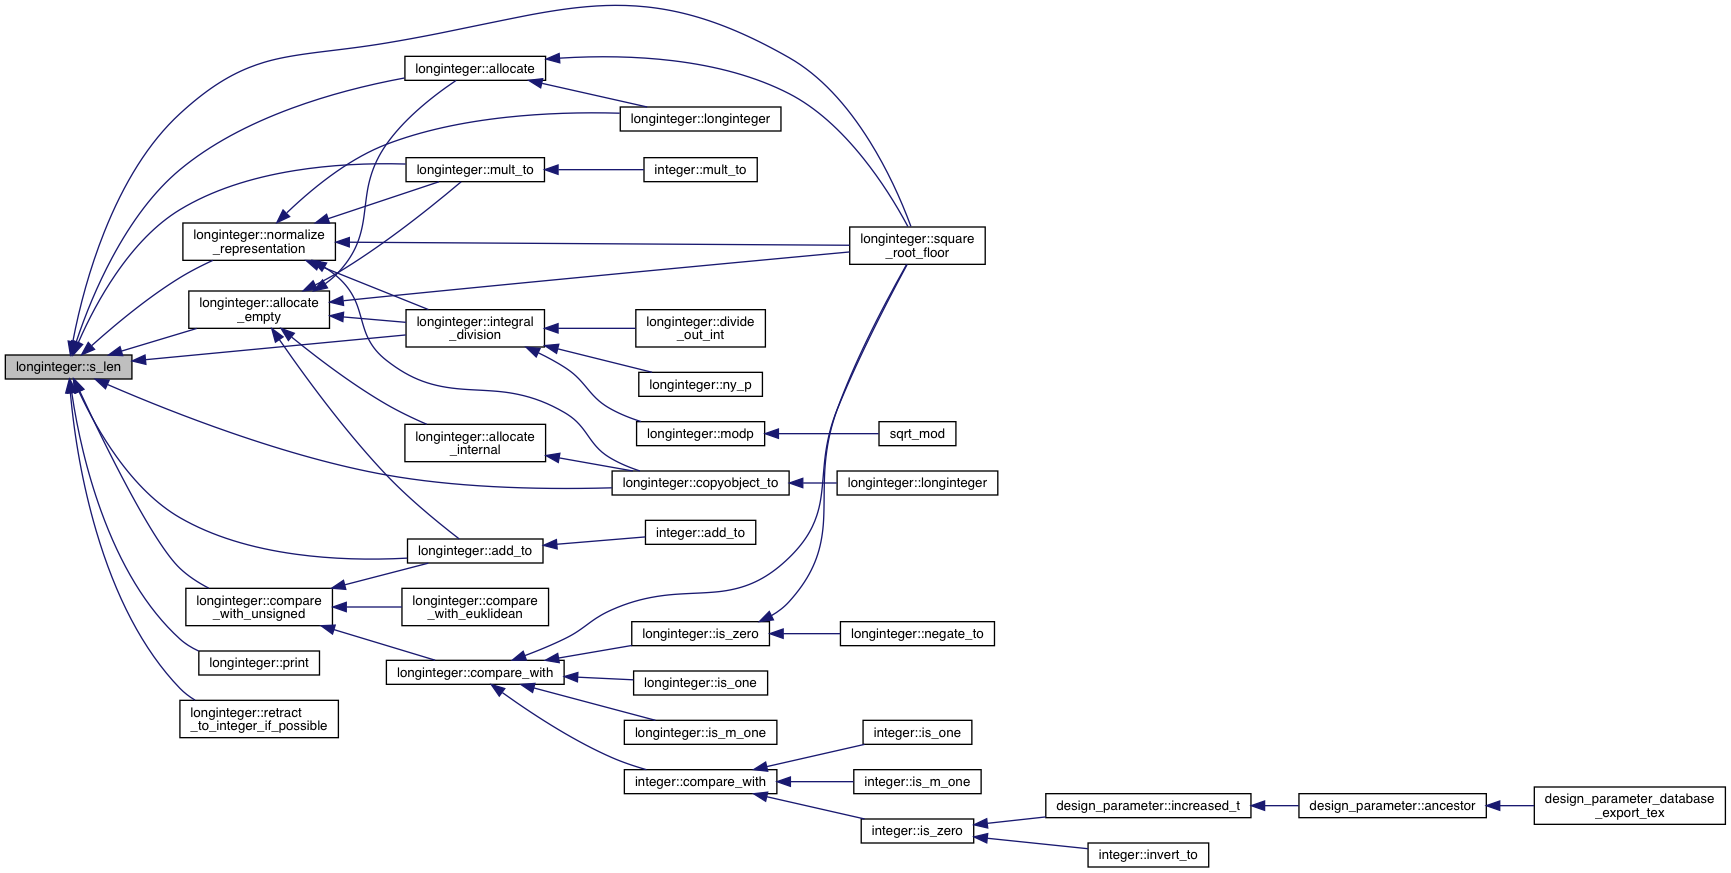 longinteger::s_len
longinteger::allocate
longinteger::longinteger
longinteger::mult_to
integer::mult_to
longinteger::normalize
_representation
longinteger::square
_root_floor
longinteger::allocate
_empty
longinteger::integral
_division
longinteger::divide
_out_int
longinteger::ny_p
longinteger::modp
sqrt_mod
longinteger::allocate
_internal
longinteger::copyobject_to
longinteger::longinteger
integer::add_to
longinteger::add_to
longinteger::compare
_with_unsigned
longinteger::compare
_with_euklidean
longinteger::is_zero
longinteger::negate_to
longinteger::print
longinteger::compare_with
longinteger::is_one
longinteger::retract
_to_integer_if_possible
longinteger::is_m_one
integer::is_one
integer::compare_with
integer::is_m_one
integer::is_zero
design_parameter::increased_t
design_parameter::ancestor
design_parameter_database
_export_tex
integer::invert_to